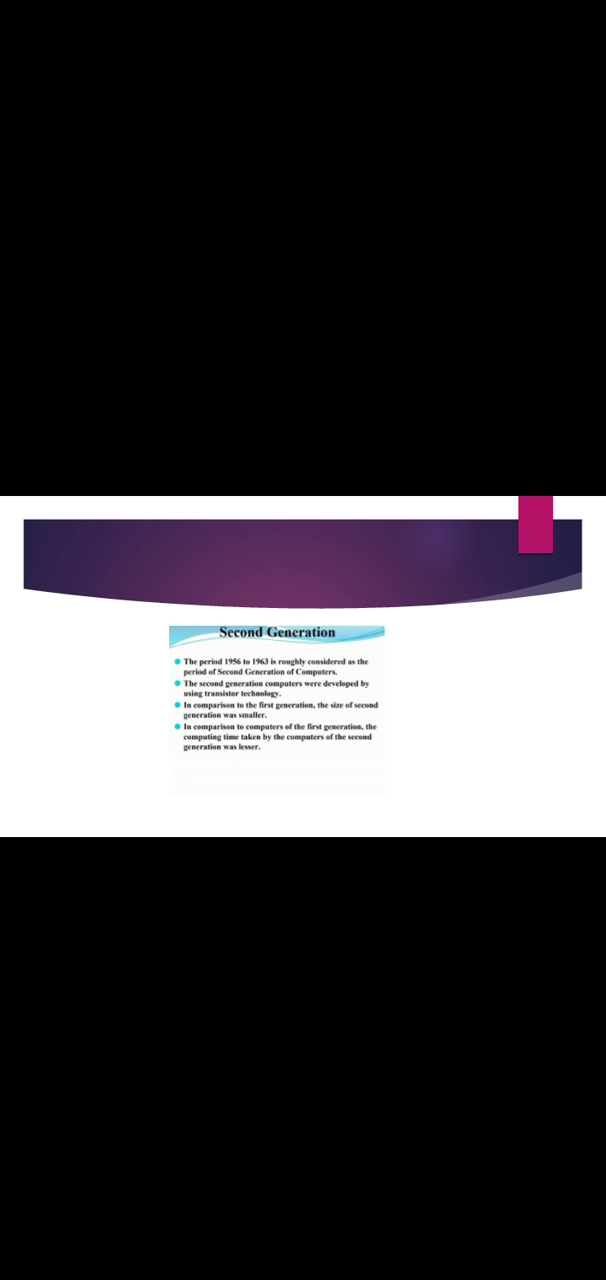 Second Generation
The period 1956 to 1963 is roughly considered as the
period of Second Generation of Computers.
The second generation computers were developed by
using transistor technology.
In comparison to the first generation, the size of second
generation was smaller.
In comparison to computers of the first generation, the
computing time taken by the computers of the second
generation was lesser.